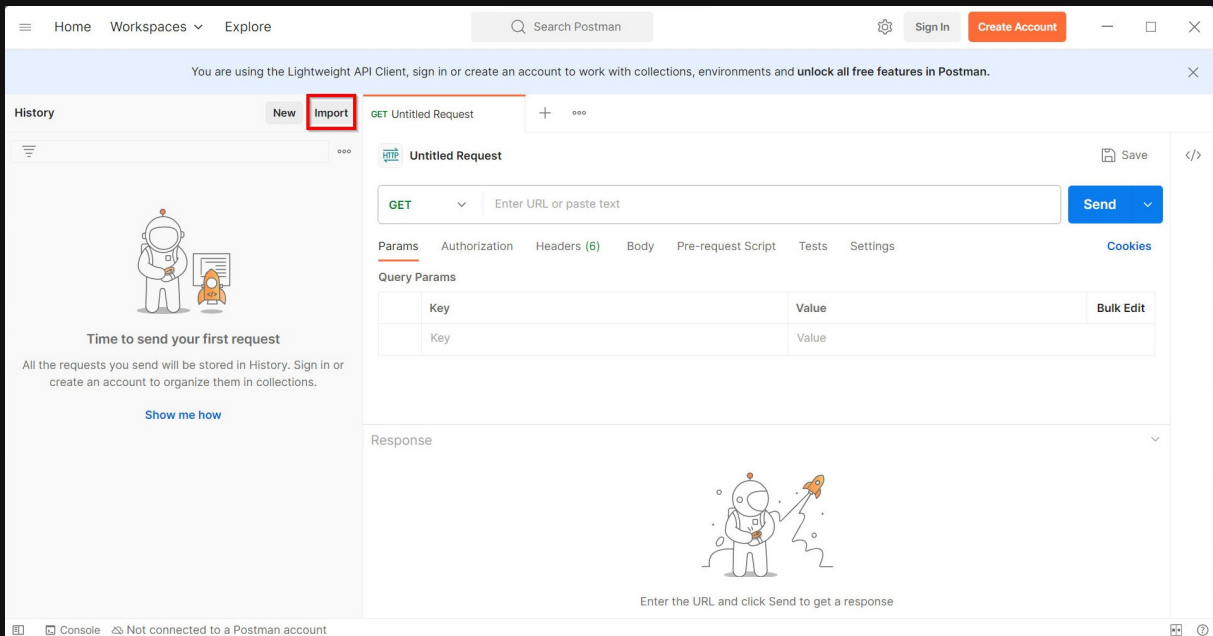 Home Workspaces Explore
Search Postman
Sign In
Create Account
You are using the Lightweight API Client, sign in or create an account to work with collections, environments and unlock all free features in Postman.
History
New
Import
GET Untitled Request
HTTP Untitled Request
Save
</>
GET
Enter URL or paste text
Send
Params Authorization Headers (6) Body Pre-request Script Tests Settings
Cookies
Query Params
Key Value Bulk Edit
Key Value
</>
Time to send your first request
All the requests you send will be stored in History. Sign in or
create an account to organize them in collections.
Show me how
Response
Enter the URL and click Send to get a response
Console Not connected to a Postman account